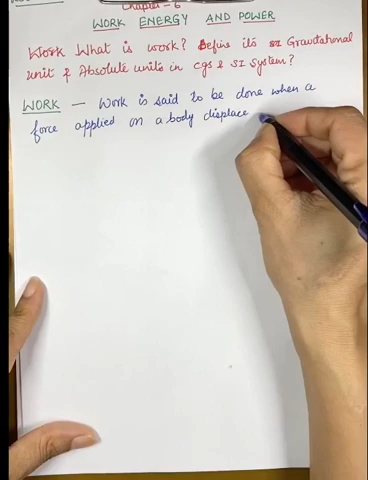 Chapter - 6
WORK ENERGY AND POWER
Work What is work? Define its SI Gravitational
unit & Absolute units in cgs & SI System?
WORK — Work is said to be done when a
force applied on a body displace